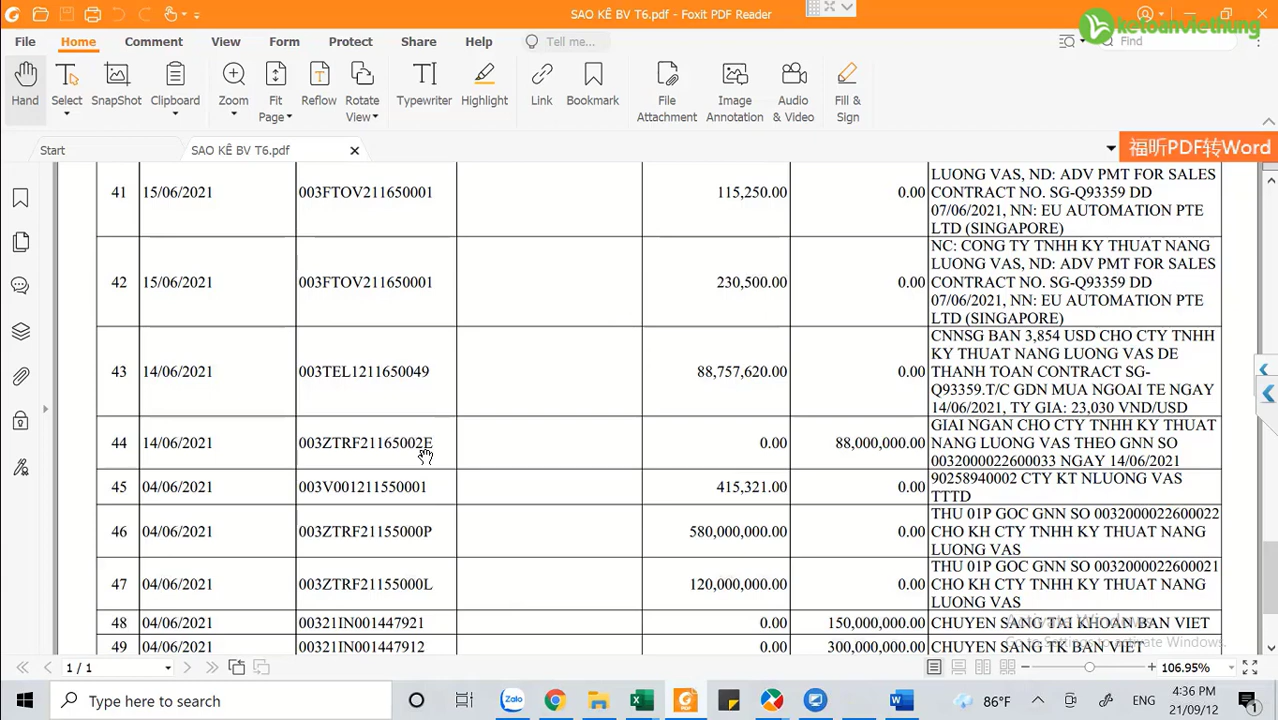 SAO KÊ BV T6.pdf - Foxit PDF Reader
ketoanviethung
File Home Comment View Form Protect Share Help Tell me... Find
Hand Select SnapShot Clipboard Zoom Fit Page Reflow Rotate View Typewriter Highlight Link Bookmark File Attachment Image Annotation Audio & Video Fill & Sign
Start SAO KÊ BV T6.pdf 福昕PDF转Word
LUONG VAS, ND: ADV PMT FOR SALES
41 15/06/2021 003FTOV211650001 115,250.00 0.00 CONTRACT NO. SG-Q93359 DD
07/06/2021, NN: EU AUTOMATION PTE
LTD (SINGAPORE)
NC: CONG TY TNHH KY THUAT NANG
LUONG VAS, ND: ADV PMT FOR SALES
42 15/06/2021 003FTOV211650001 230,500.00 0.00 CONTRACT NO. SG-Q93359 DD
07/06/2021, NN: EU AUTOMATION PTE
LTD (SINGAPORE)
CNNSG BAN 3,854 USD CHO CTY TNHH
KY THUAT NANG LUONG VAS DE
43 14/06/2021 003TEL1211650049 88,757,620.00 0.00 THANH TOAN CONTRACT SG-
Q93359.T/C GDN MUA NGOAI TE NGAY
14/06/2021, TY GIA: 23,030 VND/USD
GIAI NGAN CHO CTY TNHH KY THUAT
44 14/06/2021 003ZTRF21165002E 0.00 88,000,000.00 NANG LUONG VAS THEO GNN SO
0032000022600033 NGAY 14/06/2021
45 04/06/2021 003V001211550001 415,321.00 0.00 90258940002 CTY KT NLUONG VAS
TTTD
THU 01P GOC GNN SO 0032000022600022
46 04/06/2021 003ZTRF21155000P 580,000,000.00 0.00 CHO KH CTY TNHH KY THUAT NANG
LUONG VAS
THU 01P GOC GNN SO 0032000022600021
47 04/06/2021 003ZTRF21155000L 120,000,000.00 0.00 CHO KH CTY TNHH KY THUAT NANG
LUONG VAS
48 04/06/2021 00321IN001447921 0.00 150,000,000.00 CHUYEN SANG TK KHOAN BAN VIET
49 04/06/2021 00321IN001447912 0.00 300,000,000.00 CHUYEN SANG TK BAN VIET
Activate Windows
Go to Settings to activate Windows.
1 / 1 106.95%
Type here to search Zalo 86°F ENG 4:36 PM
21/09/12